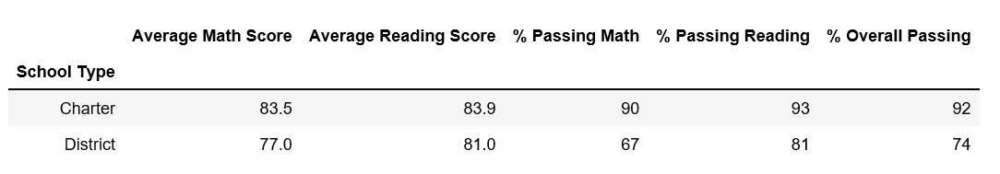 Average Math Score Average Reading Score % Passing Math % Passing Reading % Overall Passing
School Type
Charter 83.5 83.9 90 93 92
District 77.0 81.0 67 81 74